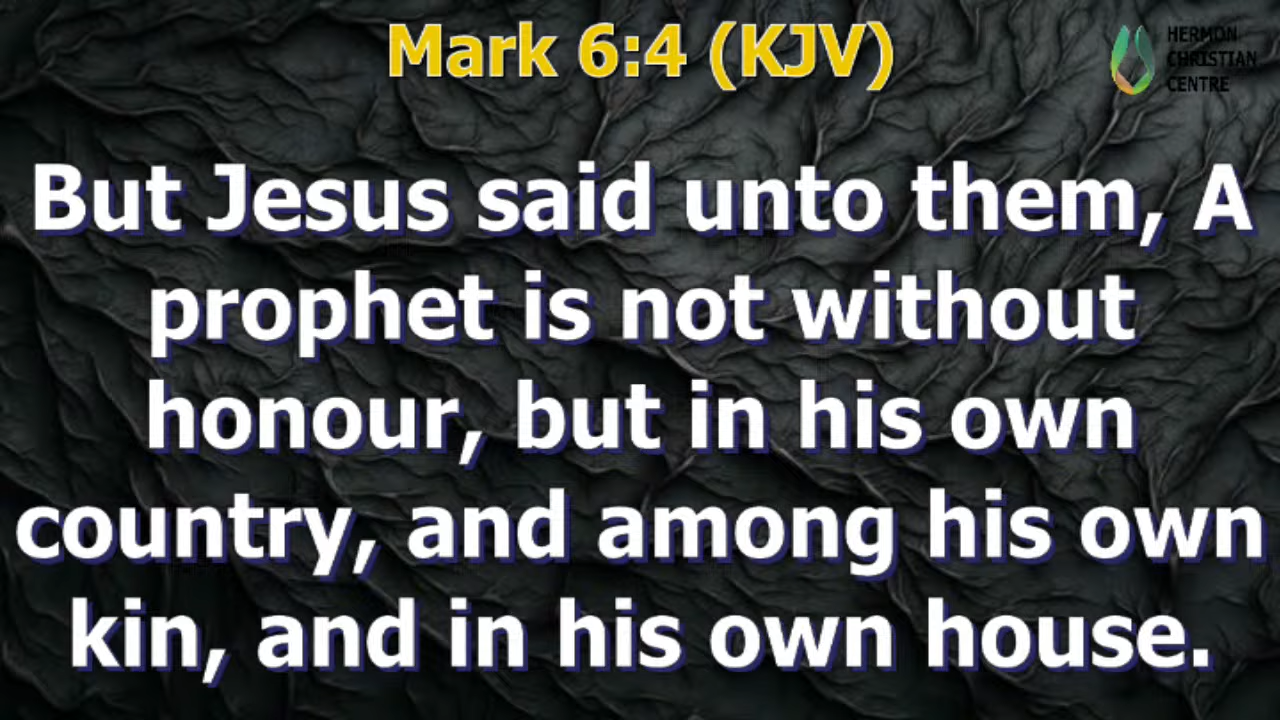 Mark 6:4 (KJV)
HERMON
CHRISTIAN
CENTRE
But Jesus said unto them, A
prophet is not without
honour, but in his own
country, and among his own
kin, and in his own house.